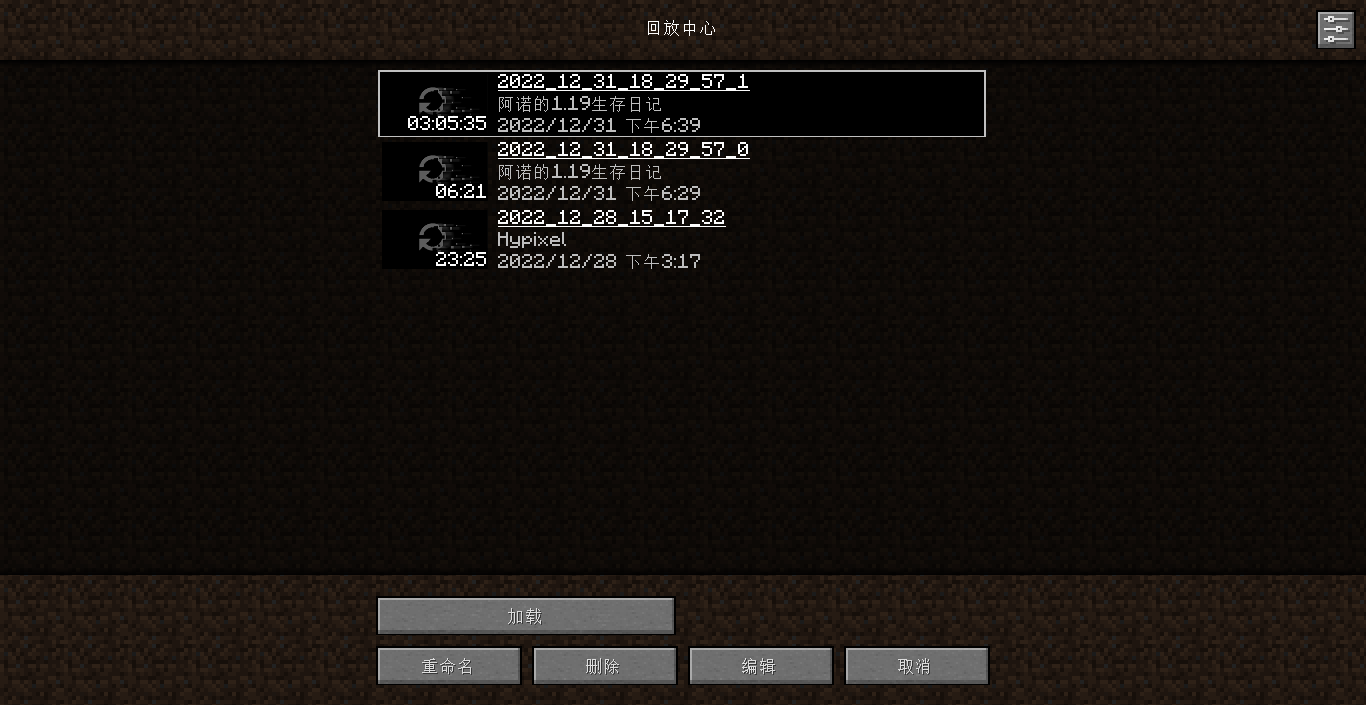 回放中心
2022_12_31_18_29_57_1
阿诺的1.19生存日记
03:05:35
2022/12/31 下午6:39
2022_12_31_18_29_57_0
阿诺的1.19生存日记
06:21
2022/12/31 下午6:29
2022_12_28_15_17_32
Hypixel
23:25
2022/12/28 下午3:17
加载
重命名
删除
编辑
取消